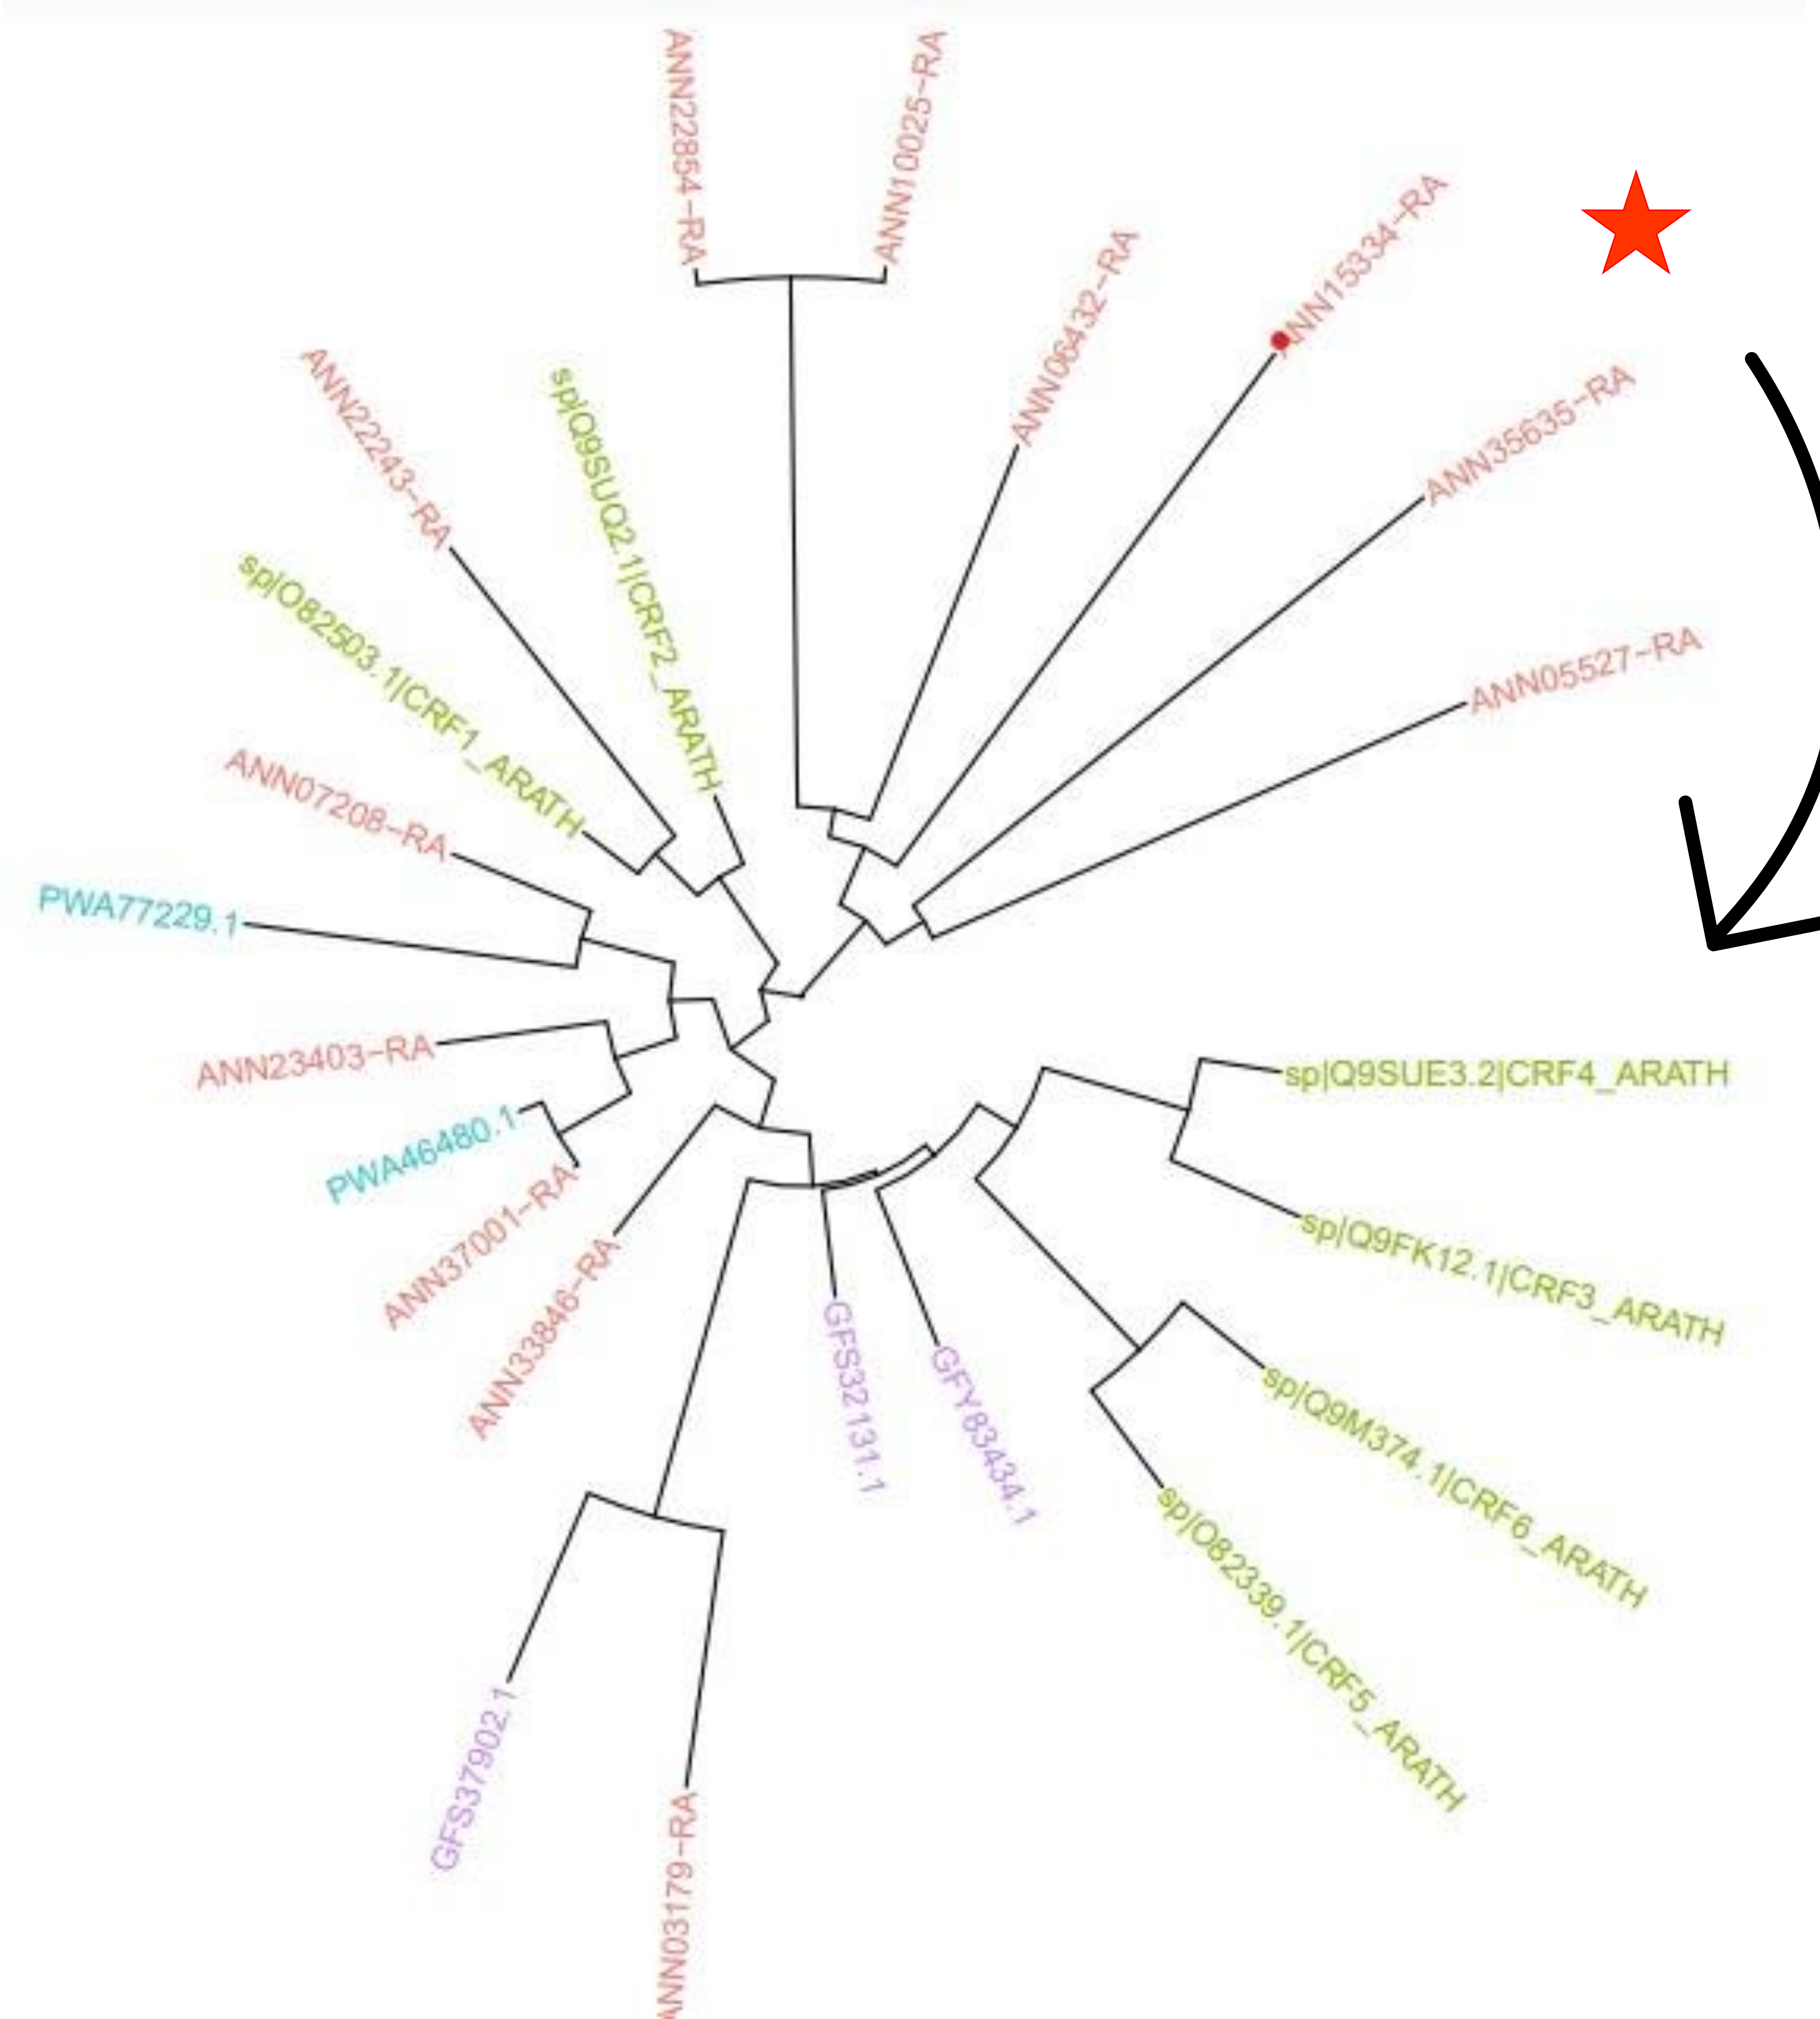 ANN22854-RA
ANN10025-RA
ANN06432-RA
ANN15334-RA
ANN35635-RA
ANN05527-RA
sp|Q9SUE3.2|CRF4_ARATH
sp|Q9FK12.1|CRF3_ARATH
sp|Q9M374.1|CRF6_ARATH
sp|O82339.1|CRF5_ARATH
GFY83434.1
GFS32131.1
ANN03179-RA
GFS37902.1
ANN33846-RA
ANN37001-RA
PWA46480.1
ANN23403-RA
PWA77229.1
ANN07208-RA
sp|O82503.1|CRF1_ARATH
ANN22243-RA
sp|Q9SUQ2.1|CRF2_ARATH